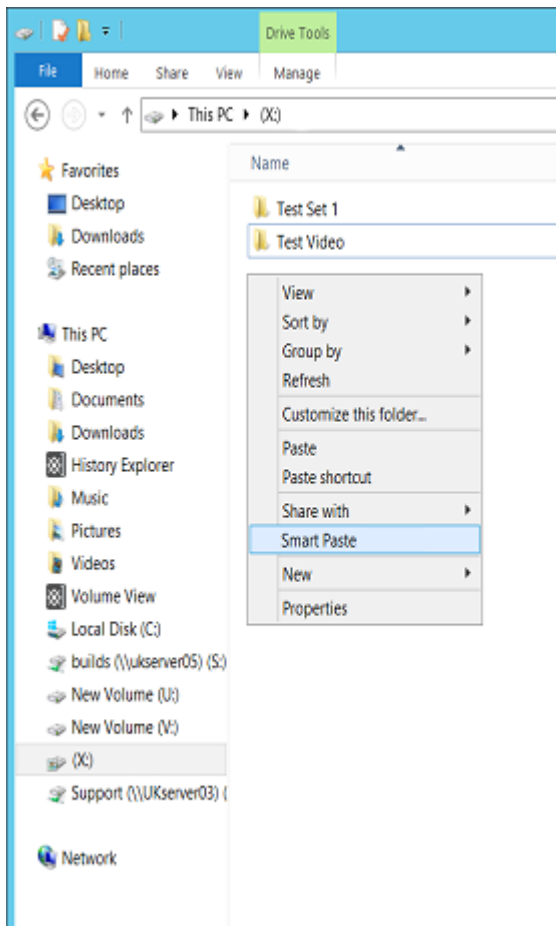 Drive Tools
File Home Share View Manage
This PC (X:)
Favorites
Desktop
Downloads
Recent places
This PC
Desktop
Documents
Downloads
History Explorer
Music
Pictures
Videos
Volume View
Local Disk (C:)
builds (\\ukserver05) (S:)
New Volume (U:)
New Volume (V:)
(X:)
Support (\\UKserver03) (
Network
Name
Test Set 1
Test Video
View
Sort by
Group by
Refresh
Customize this folder...
Paste
Paste shortcut
Share with
Smart Paste
New
Properties